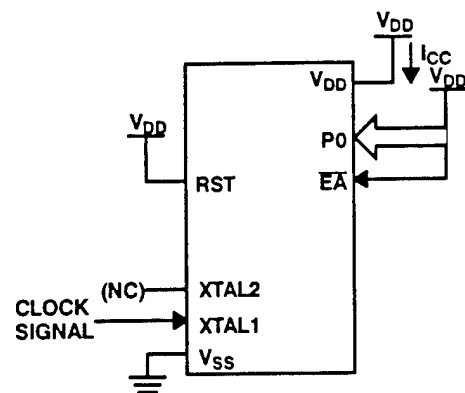 VDD
ICC
VDD
VDD
P0
VDD
RST
EA
(NC)
XTAL2
CLOCK
SIGNAL
XTAL1
VSS